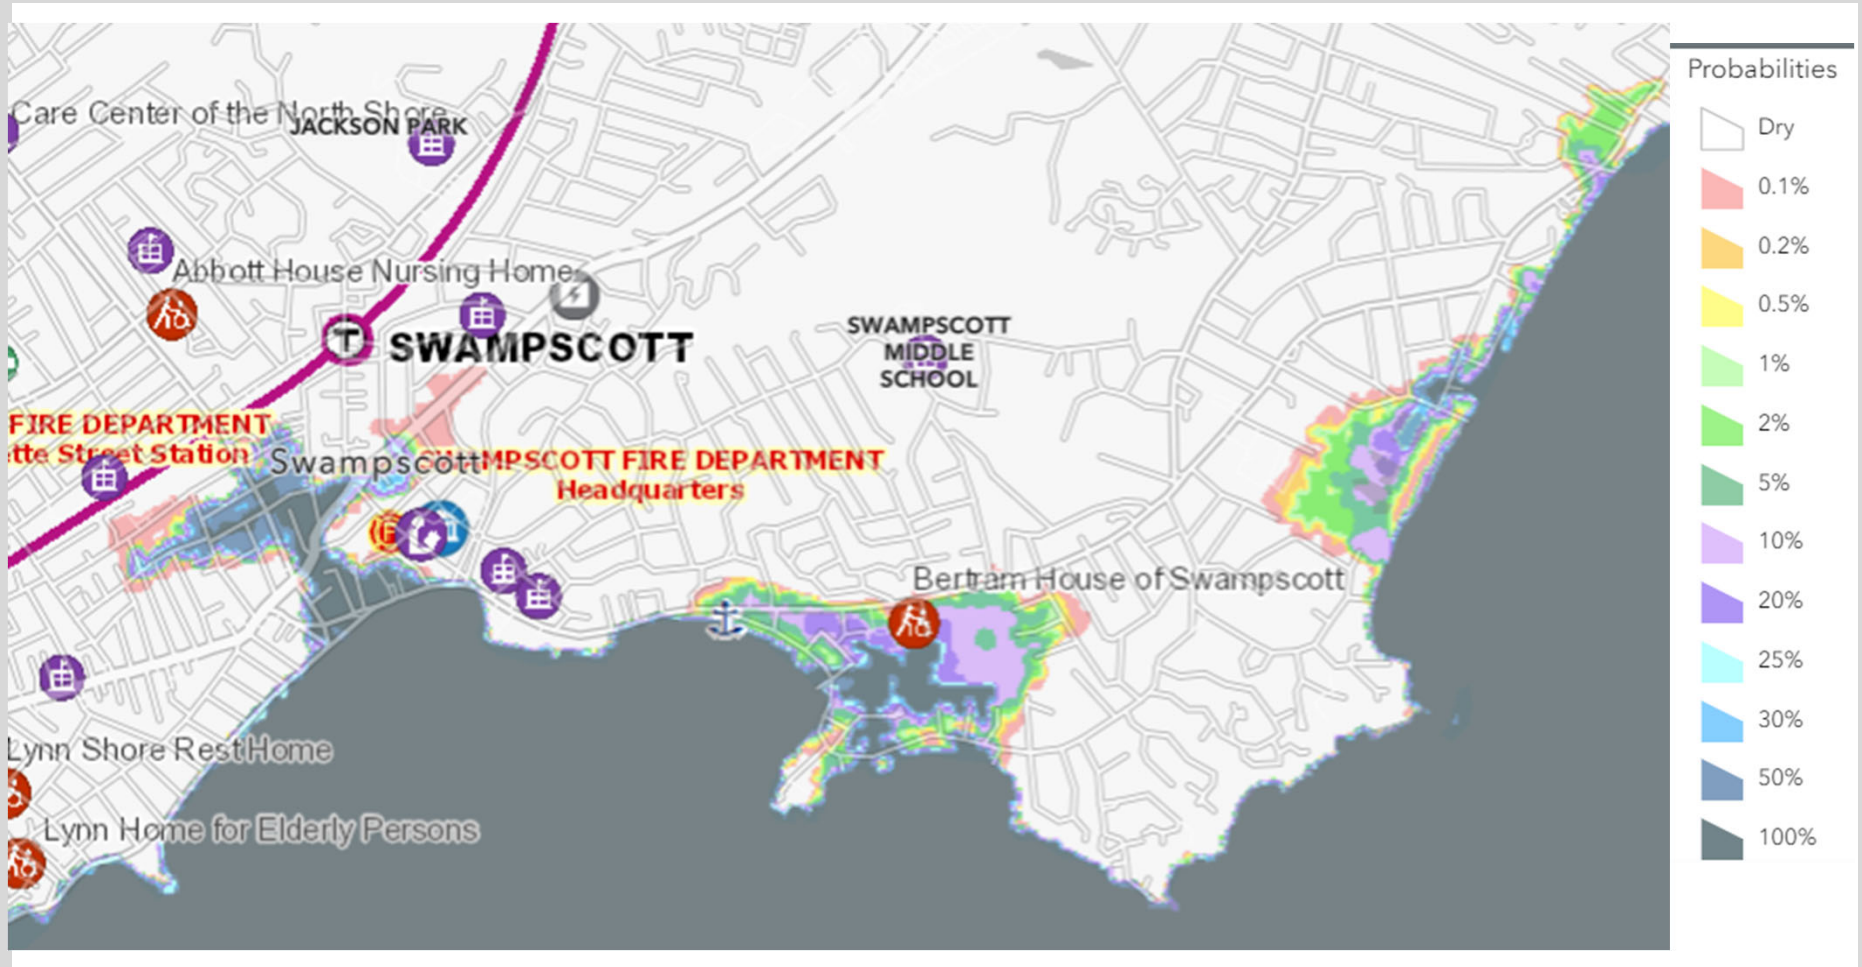 Care Center of the North Shore
JACKSON PARK
Abbott House Nursing Home
T
SWAMPSCOTT
SWAMPSCOTT
MIDDLE
SCHOOL
FIRE DEPARTMENT
Street Station
Swampscott
FIRE DEPARTMENT
Headquarters
Bertram House of Swampscott
Lynn Shore Rest Home
Lynn Home for Elderly Persons
Probabilities
Dry
0.1%
0.2%
0.5%
1%
2%
5%
10%
20%
25%
30%
50%
100%